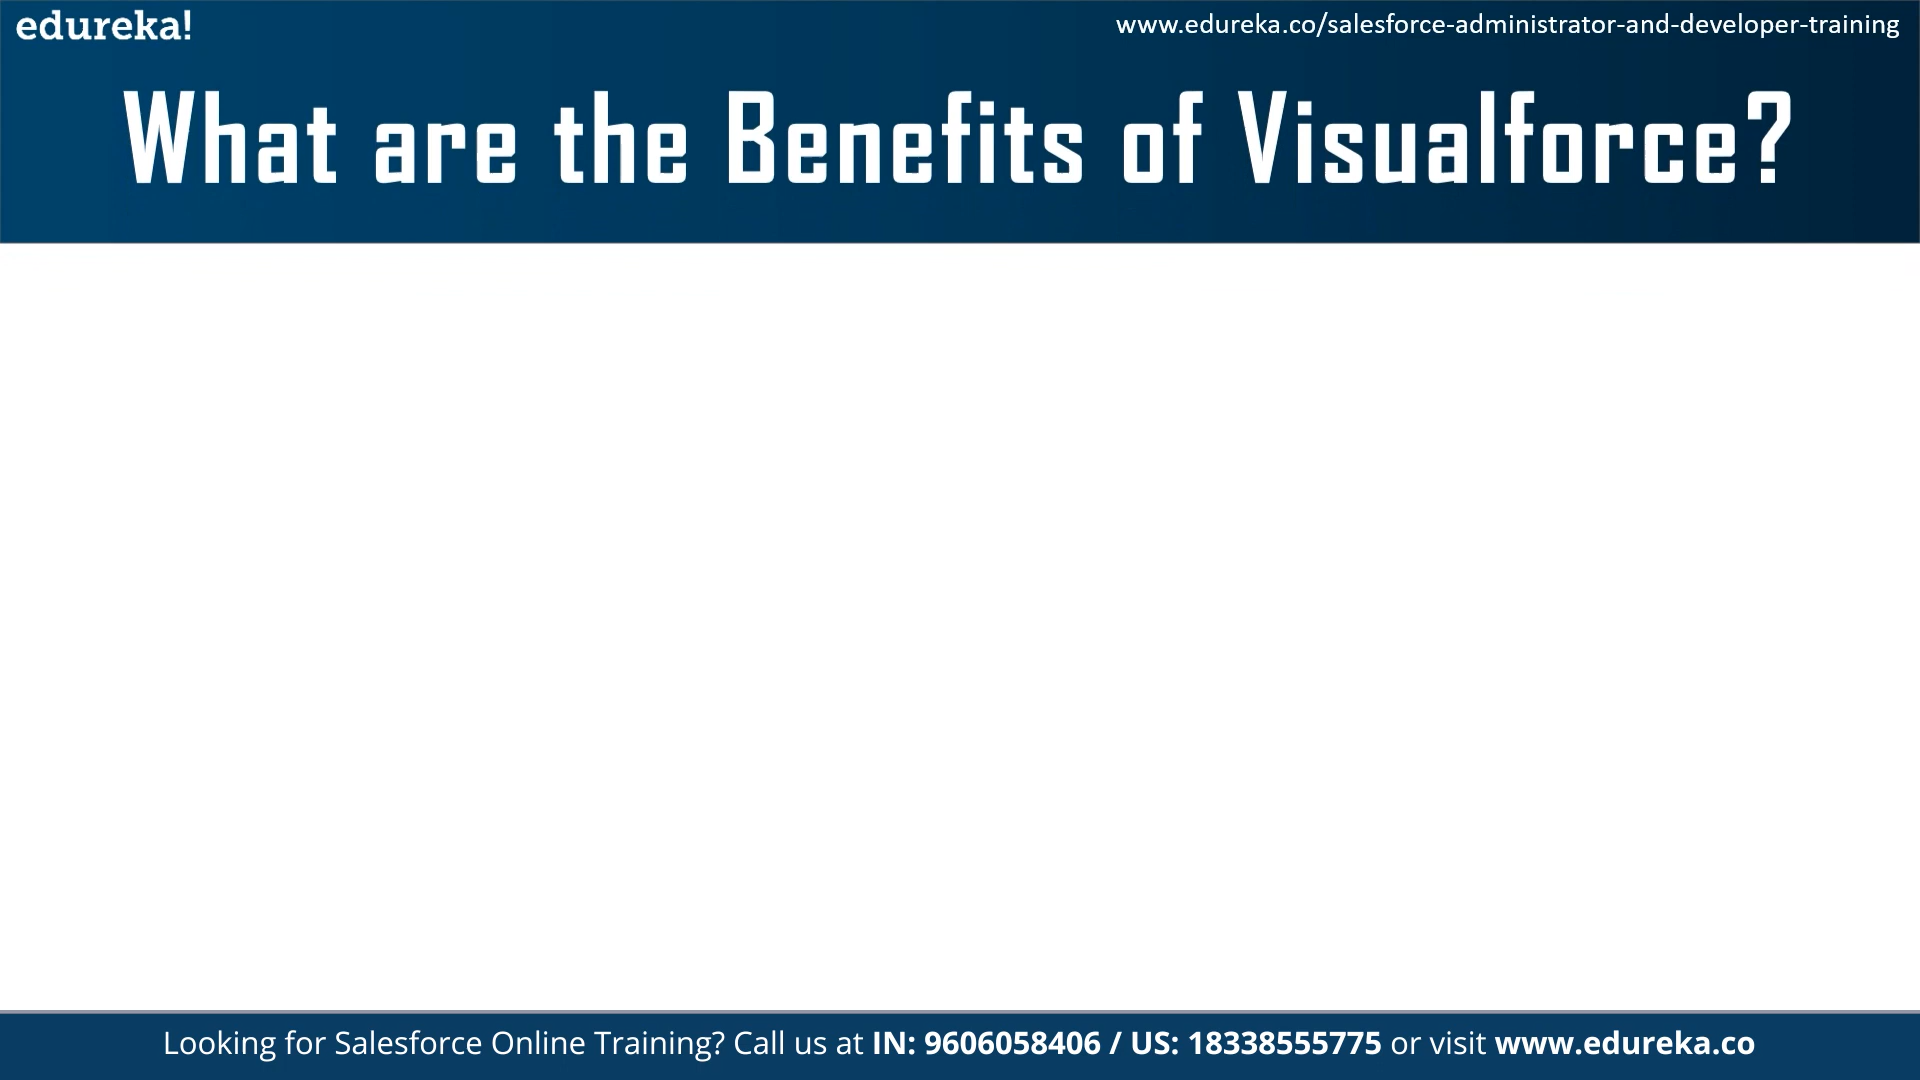 edureka!
www.edureka.co/salesforce-administrator-and-developer-training
What are the Benefits of Visualforce?
Looking for Salesforce Online Training? Call us at IN: 9606058406 / US: 18338555775 or visit www.edureka.co